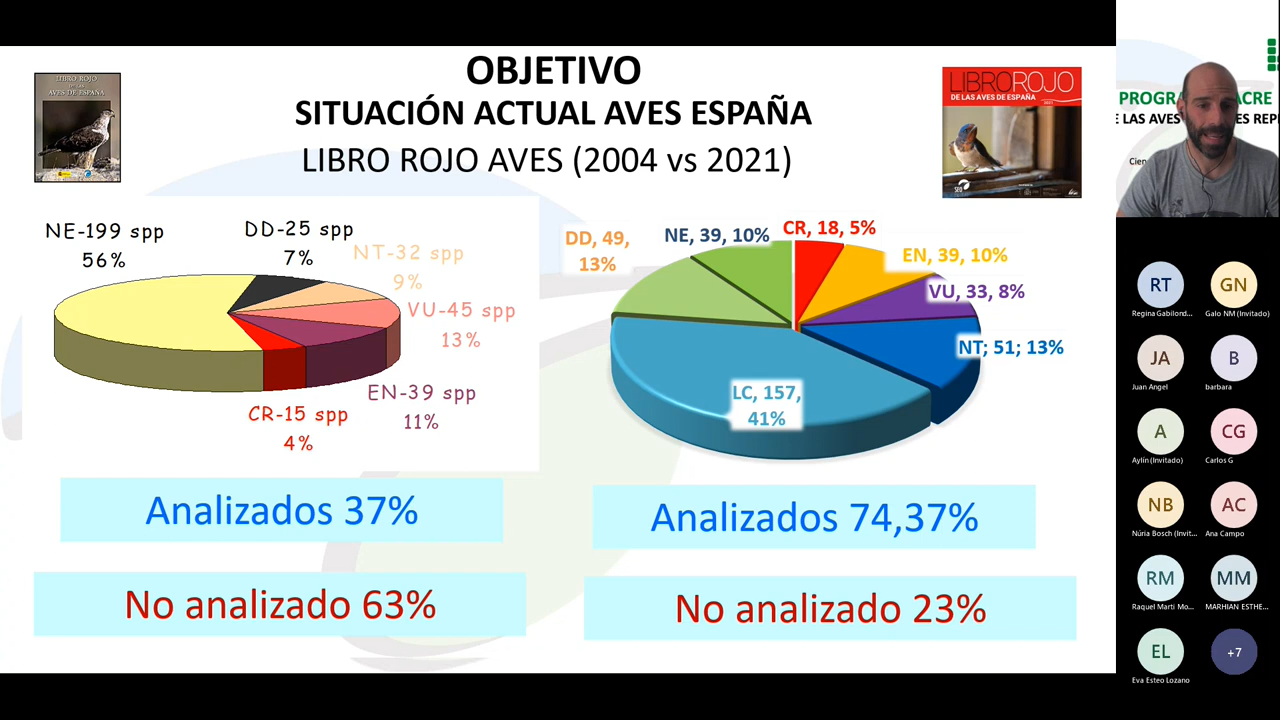 OBJETIVO
SITUACIÓN ACTUAL AVES ESPAÑA
LIBRO ROJO AVES (2004 vs 2021)
LIBRO ROJO
DE LAS
AVES DE ESPAÑA
LIBROROJO
DE LAS AVES DE ESPAÑA
2021
SEO
NE-199 spp
56%
DD-25 spp
7%
NT-32 spp
9%
VU-45 spp
13%
EN-39 spp
11%
CR-15 spp
4%
DD, 49,
13%
NE, 39, 10%
CR, 18, 5%
EN, 39, 10%
VU, 33, 8%
NT; 51; 13%
LC, 157,
41%
Analizados 37%
Analizados 74,37%
No analizado 63%
No analizado 23%
PROGRA
ACRE
E LAS AVES
ES REPI
Cien
RT
Regina Gabilond...
GN
Galo NM (Invitado)
JA
Juan Angel
B
barbara
A
Aylín (Invitado)
CG
Carlos G
NB
Núria Bosch (Invit...
AC
Ana Campo
RM
Raquel Martí Mo...
MM
MARHIAN ESTHE...
EL
Eva Esteo Lozano
+7